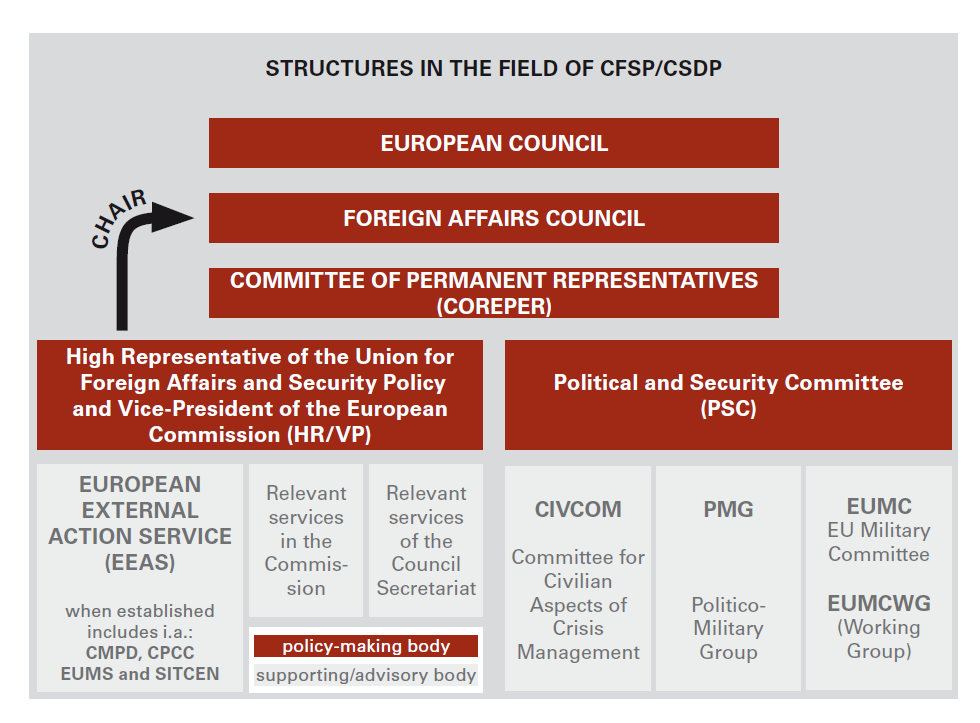 STRUCTURES IN THE FIELD OF CFSP/CSDP
EUROPEAN COUNCIL
CHAIR
FOREIGN AFFAIRS COUNCIL
COMMITTEE OF PERMANENT REPRESENTATIVES
(COREPER)
High Representative of the Union for
Foreign Affairs and Security Policy
and Vice-President of the European
Commission (HR/VP)
Political and Security Committee
(PSC)
EUROPEAN
EXTERNAL
ACTION SERVICE
(EEAS)
when established
includes i.a.:
CMPD, CPCC
EUMS and SITCEN
Relevant
services
in the
Commis-
sion
Relevant
services
of the
Council
Secretariat
policy-making body
supporting/advisory body
CIVCOM
Committee for
Civilian
Aspects of
Crisis
Management
PMG
Politico-
Military
Group
EUMC
EU Military
Committee
EUMCWG
(Working
Group)